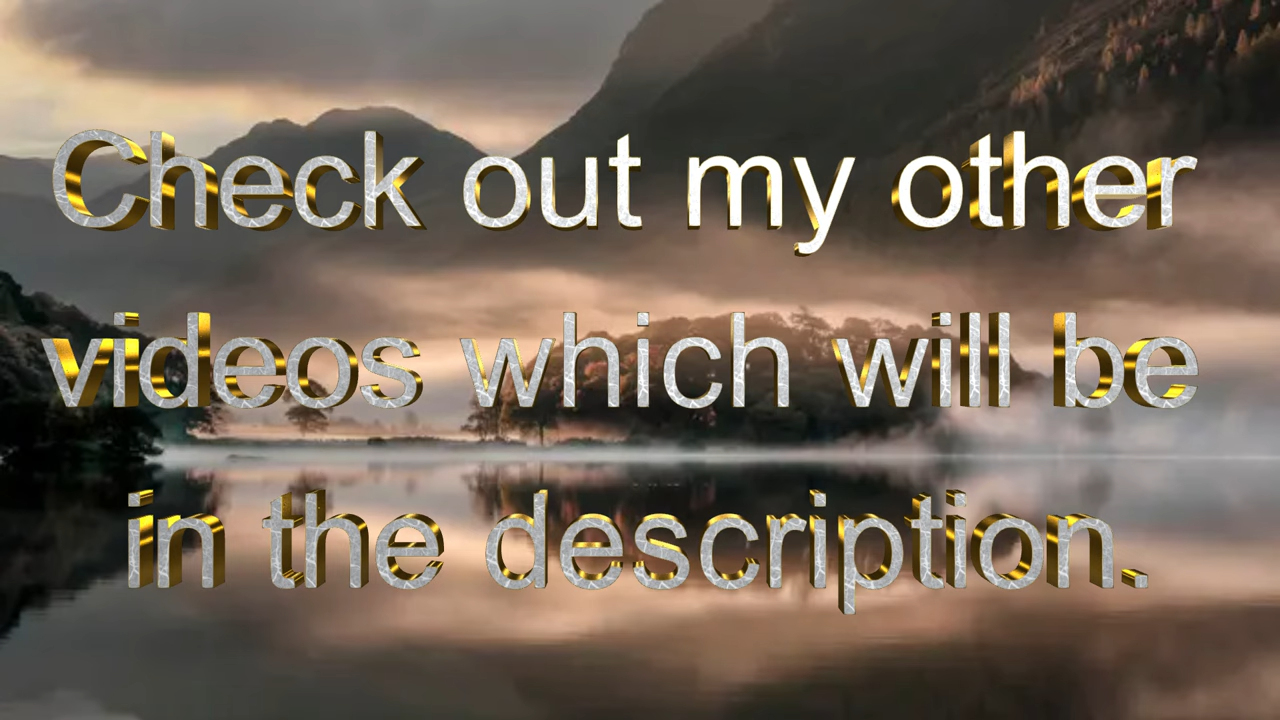 Check out my other
videos which will be
in the description.